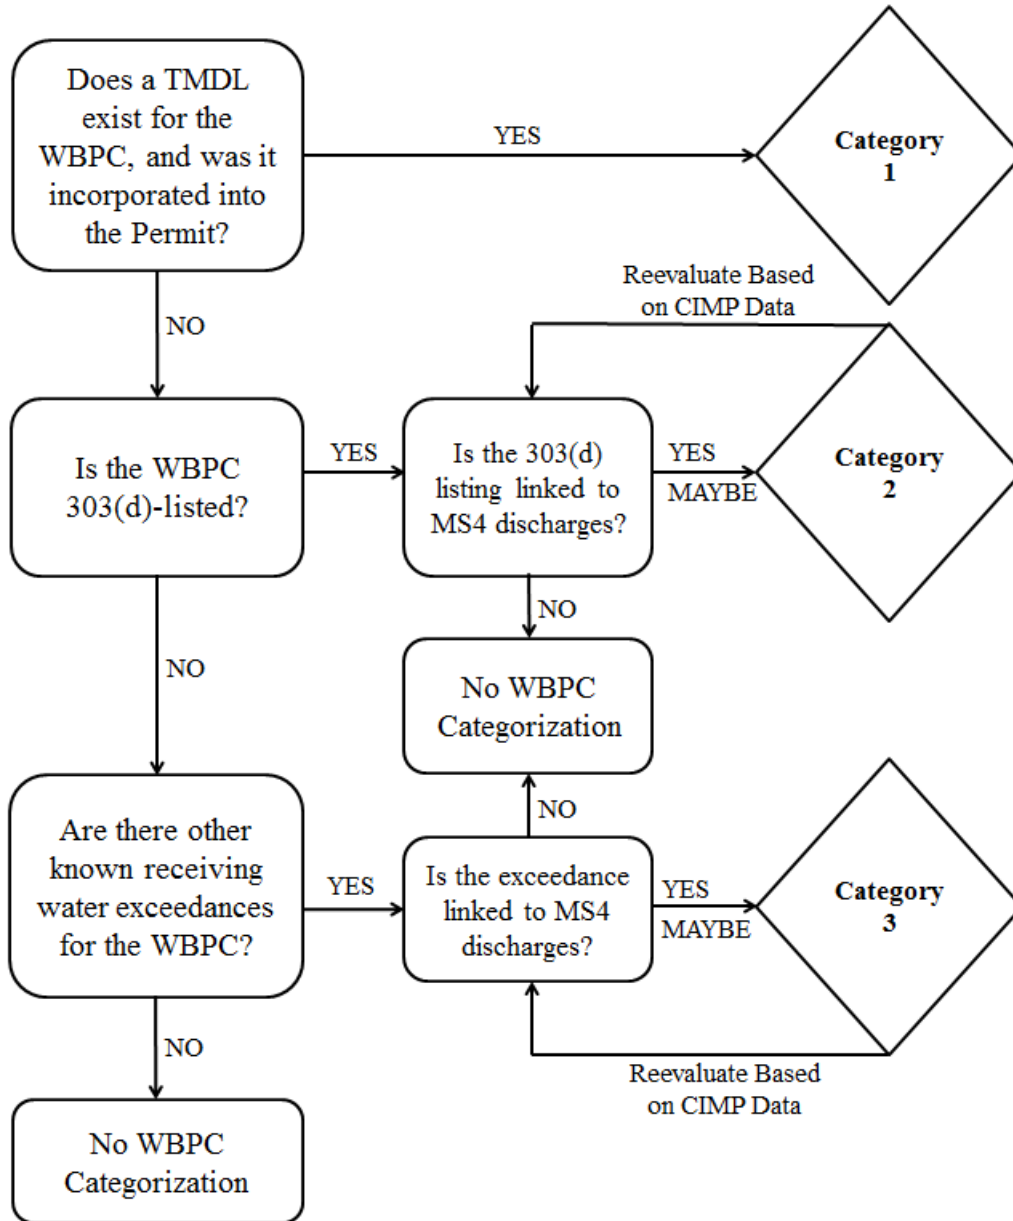 Does a TMDL
exist for the
WBPC, and was it
incorporated into
the Permit?
YES
Category
1
NO
Reevaluate Based
on CIMP Data
Is the WBPC
303(d)-listed?
YES
Is the 303(d)
listing linked to
MS4 discharges?
YES
MAYBE
Category
2
NO
NO
No WBPC
Categorization
NO
Are there other
known receiving
water exceedances
for the WBPC?
YES
Is the exceedance
linked to MS4
discharges?
YES
MAYBE
Category
3
NO
Reevaluate Based
on CIMP Data
No WBPC
Categorization